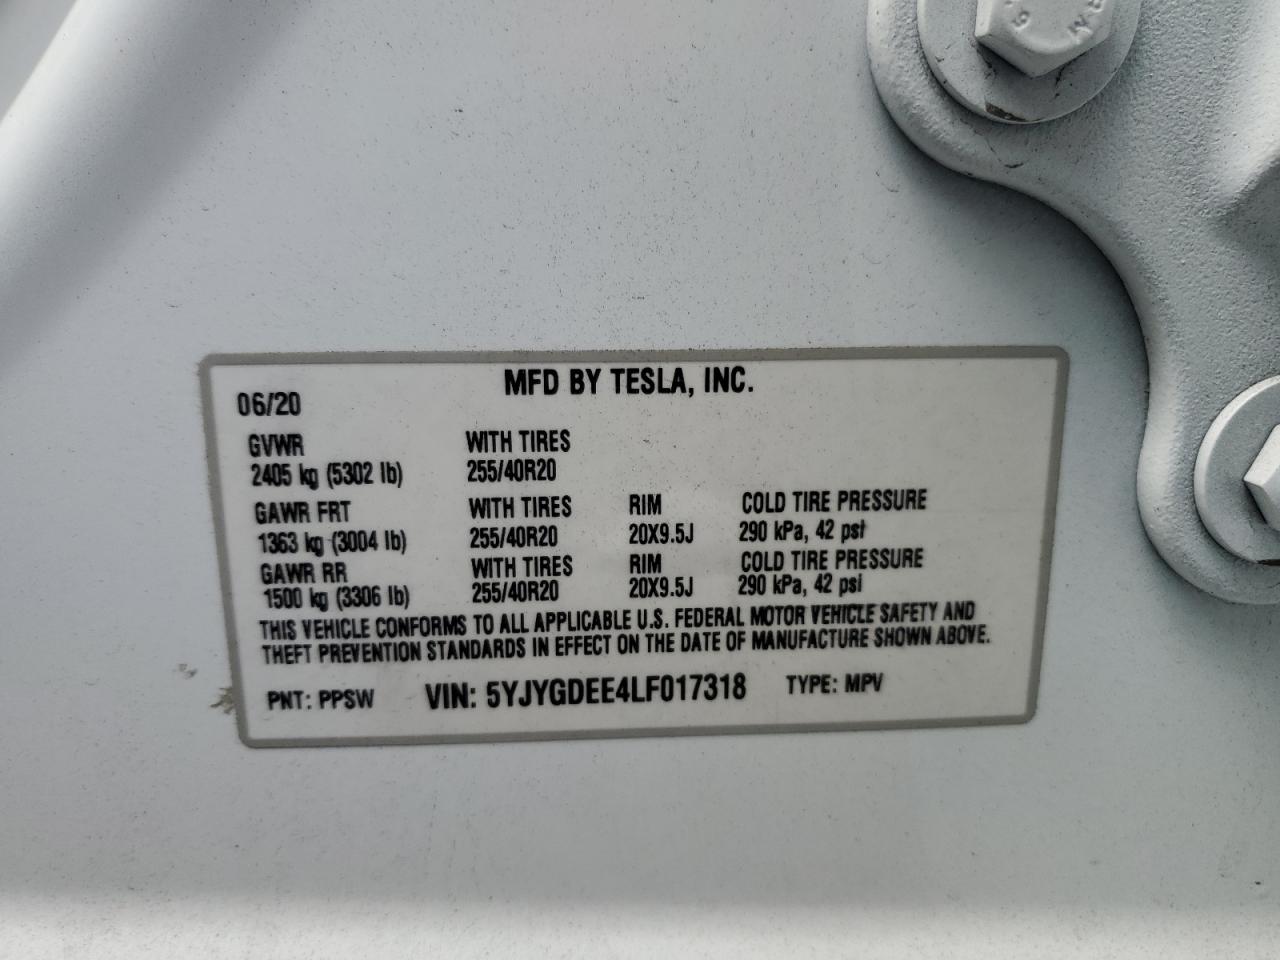 MFD BY TESLA, INC.
06/20
GVWR WITH TIRES
2405 kg (5302 lb) 255/40R20
GAWR FRT WITH TIRES RIM COLD TIRE PRESSURE
1363 kg (3004 lb) 255/40R20 20X9.5J 290 kPa, 42 psi
GAWR RR WITH TIRES RIM COLD TIRE PRESSURE
1500 kg (3306 lb) 255/40R20 20X9.5J 290 kPa, 42 psi
THIS VEHICLE CONFORMS TO ALL APPLICABLE U.S. FEDERAL MOTOR VEHICLE SAFETY AND
THEFT PREVENTION STANDARDS IN EFFECT ON THE DATE OF MANUFACTURE SHOWN ABOVE.
PNT: PPSW VIN: 5YJYGDEE4LF017318 TYPE: MPV